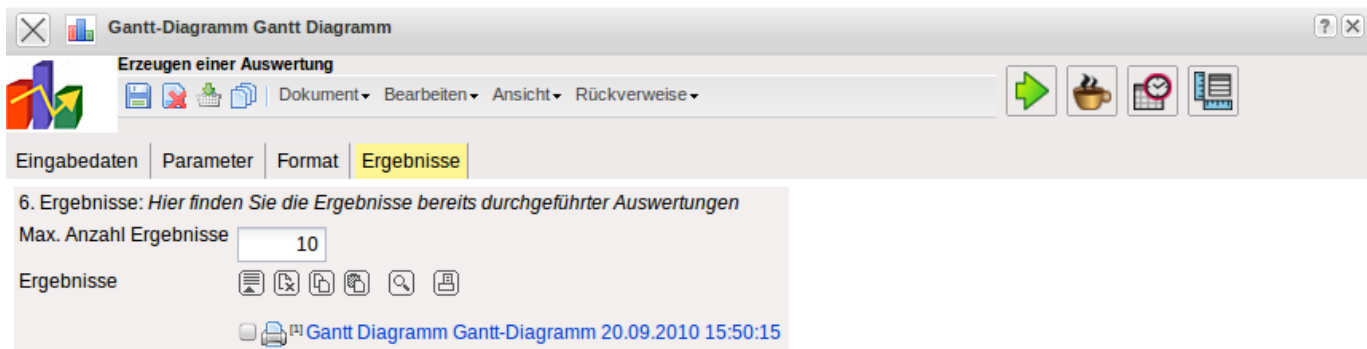 Gantt-Diagramm Gantt Diagramm
?
Erzeugen einer Auswertung
Dokument Bearbeiten Ansicht Rückverweise
Eingabedaten Parameter Format Ergebnisse
6. Ergebnisse: Hier finden Sie die Ergebnisse bereits durchgeführter Auswertungen
Max. Anzahl Ergebnisse 10
Ergebnisse
[1] Gantt Diagramm Gantt-Diagramm 20.09.2010 15:50:15